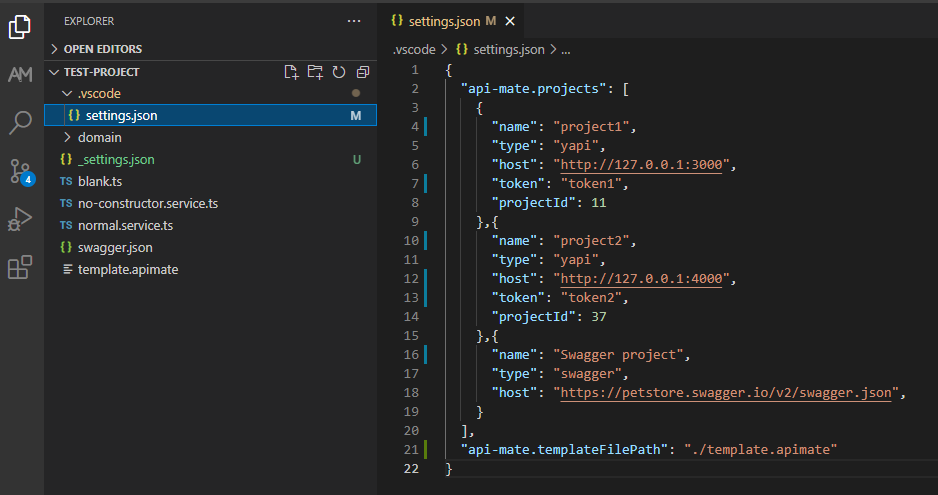 EXPLORER
···
OPEN EDITORS
TEST-PROJECT
AM
.vscode
{} settings.json M
domain
{} _settings.json U
TS blank.ts
TS no-constructor.service.ts
TS normal.service.ts
{} swagger.json
template.apimate
4
{} settings.json M
.vscode > {} settings.json > ...
1 {
2 "api-mate.projects": [
3 {
4 "name": "project1",
5 "type": "yapi",
6 "host": "http://127.0.0.1:3000",
7 "token": "token1",
8 "projectId": 11
9 },{
10 "name": "project2",
11 "type": "yapi",
12 "host": "http://127.0.0.1:4000",
13 "token": "token2",
14 "projectId": 37
15 },{
16 "name": "Swagger project",
17 "type": "swagger",
18 "host": "https://petstore.swagger.io/v2/swagger.json",
19 }
20 ],
21 "api-mate.templateFilePath": "./template.apimate"
22 }